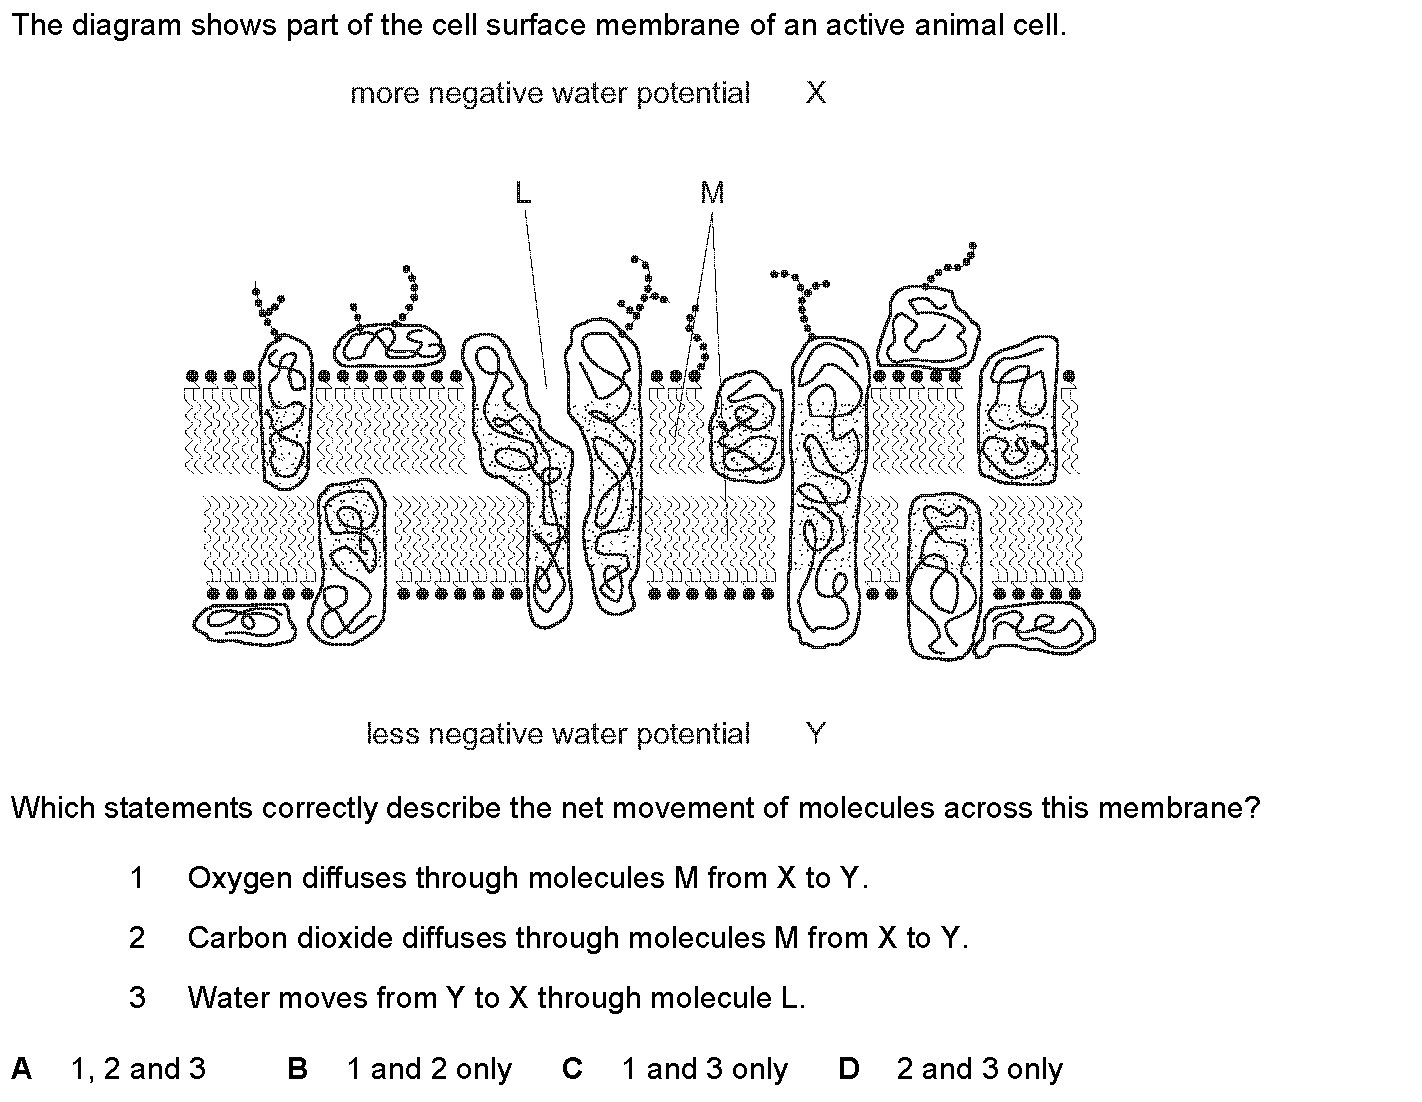 The diagram shows part of the cell surface membrane of an active animal cell.
more negative water potential X
L M
less negative water potential Y
Which statements correctly describe the net movement of molecules across this membrane?
1 Oxygen diffuses through molecules M from X to Y.
2 Carbon dioxide diffuses through molecules M from X to Y.
3 Water moves from Y to X through molecule L.
A 1, 2 and 3 B 1 and 2 only C 1 and 3 only D 2 and 3 only